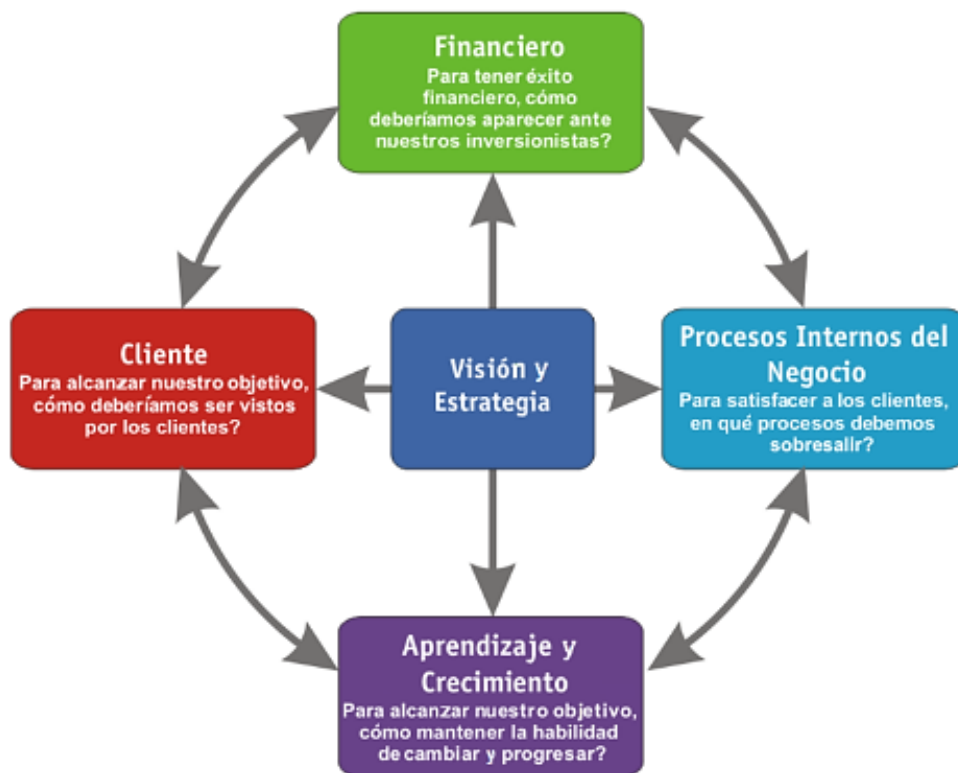 Financiero
Para tener éxito
financiero, cómo
deberíamos aparecer ante
nuestros inversionistas?
Cliente
Para alcanzar nuestro objetivo,
cómo deberíamos ser vistos
por los clientes?
Visión y
Estrategia
Procesos Internos del
Negocio
Para satisfacer a los clientes,
en qué procesos debemos
sobresalir?
Aprendizaje y
Crecimiento
Para alcanzar nuestro objetivo,
cómo mantener la habilidad
de cambiar y progresar?